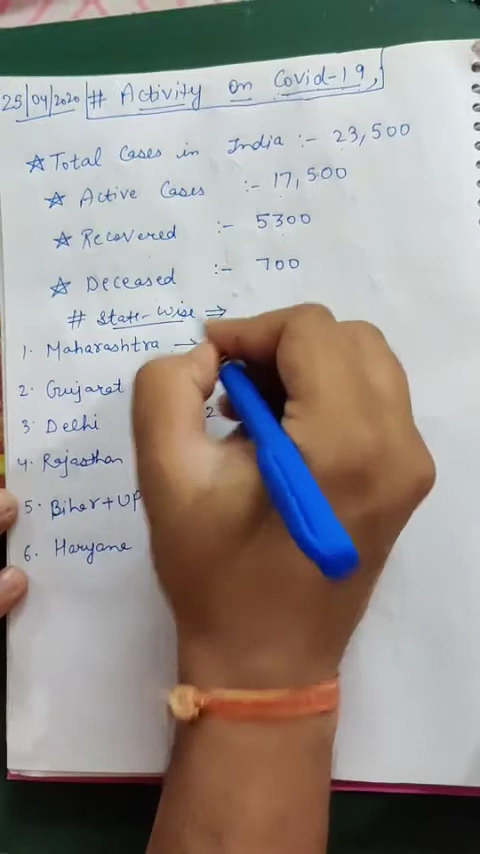 25/04/2020 # Activity on Covid-19,
☆ Total Cases in India :- 23,500
☆ Active Cases :- 17,500
☆ Recovered :- 5300
☆ Deceased :- 700
# State-Wise ⇒
1. Maharashtra →
2. Gujarat
3. Delhi 2
4. Rajasthan
5. Bihar+UP
6. Haryana